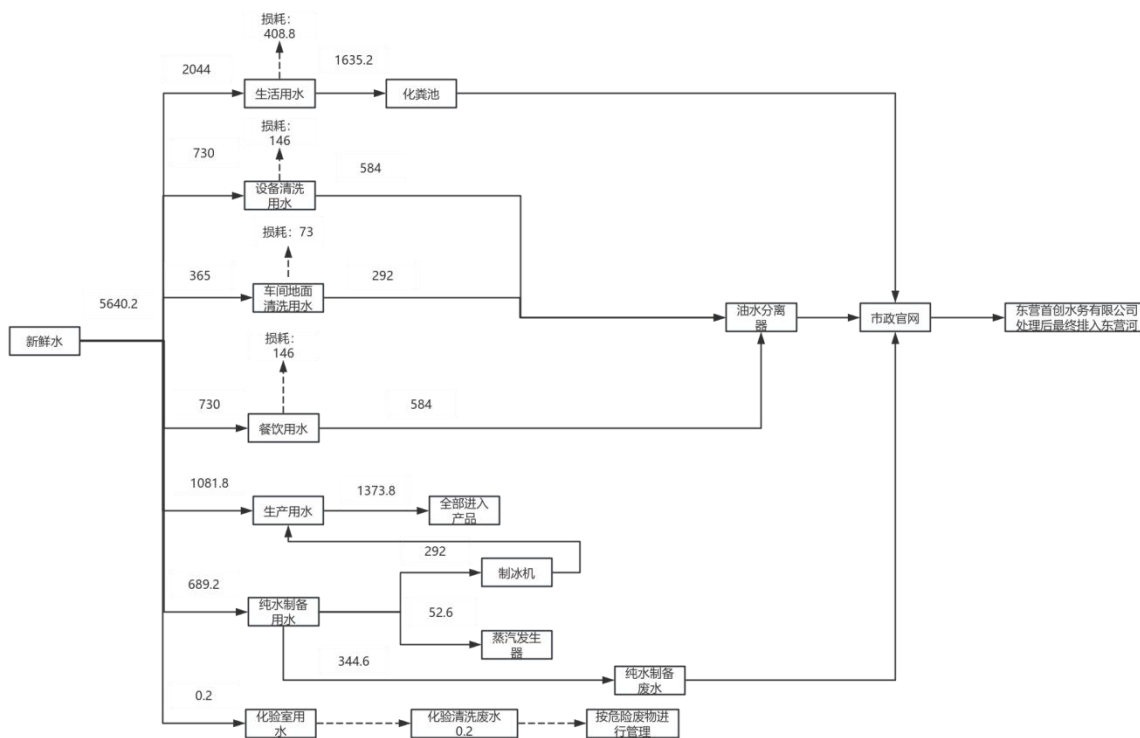 损耗：
408.8
2044
1635.2
生活用水
化粪池
损耗：
146
730
584
设备清洗
用水
损耗：73
365
292
车间地面
清洗用水
5640.2
新鲜水
油水分离
器
市政官网
东营首创水务有限公司
处理后最终排入东营河
损耗：
146
730
584
餐饮用水
1081.8
1373.8
生产用水
全部进入
产品
292
制冰机
689.2
纯水制备
用水
52.6
蒸汽发生
器
344.6
纯水制备
废水
0.2
化验室用
水
化验清洗废水
0.2
按危险废物进
行管理